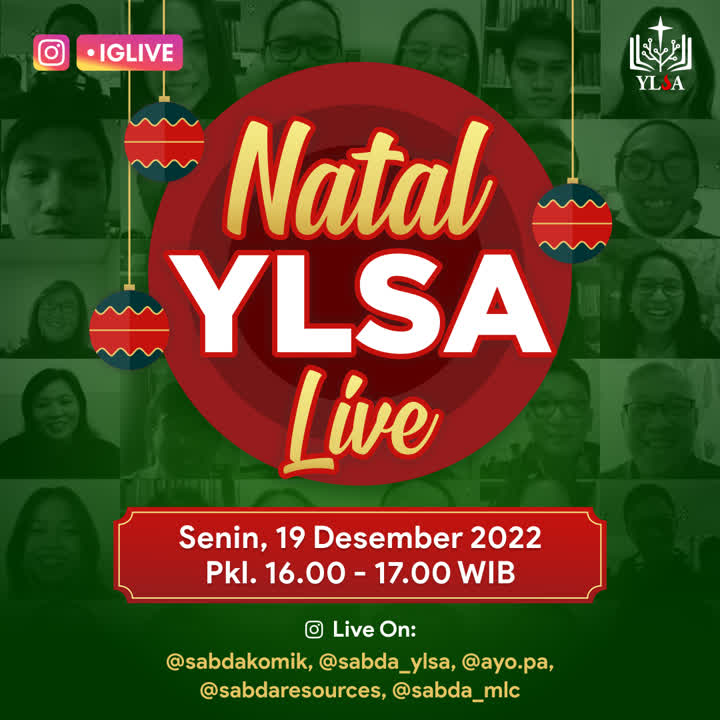 • IGLIVE
YLSA
Natal
YLSA
Live
Senin, 19 Desember 2022
Pkl. 16.00 - 17.00 WIB
Live On:
@sabdakomik, @sabda_ylsa, @ayo.pa,
@sabdaresources, @sabda_mlc